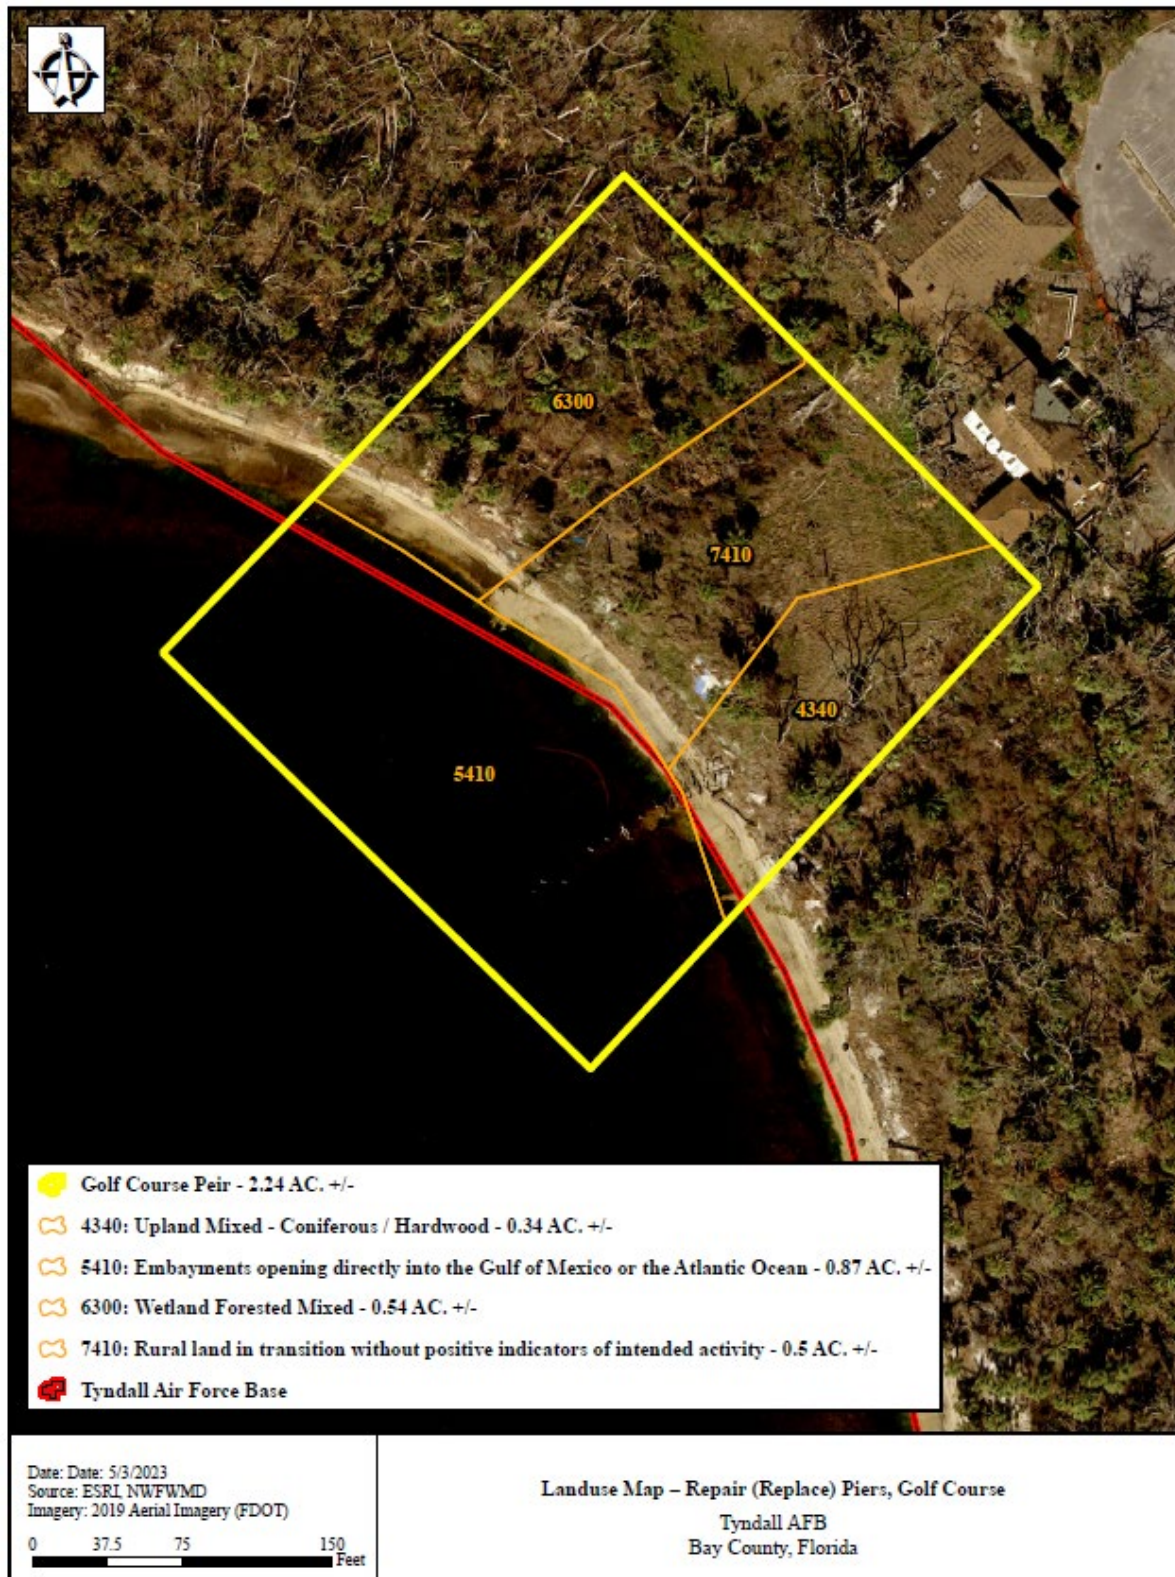 6300
7410
4340
5410
Golf Course Peir - 2.24 AC. +/-
4340: Upland Mixed - Coniferous / Hardwood - 0.34 AC. +/-
5410: Embayments opening directly into the Gulf of Mexico or the Atlantic Ocean - 0.87 AC. +/-
6300: Wetland Forested Mixed - 0.54 AC. +/-
7410: Rural land in transition without positive indicators of intended activity - 0.5 AC. +/-
Tyndall Air Force Base
Date: Date: 5/3/2023
Source: ESRI, NWFWMD
Imagery: 2019 Aerial Imagery (FDOT)
0 37.5 75 150
Feet
Landuse Map – Repair (Replace) Piers, Golf Course
Tyndall AFB
Bay County, Florida